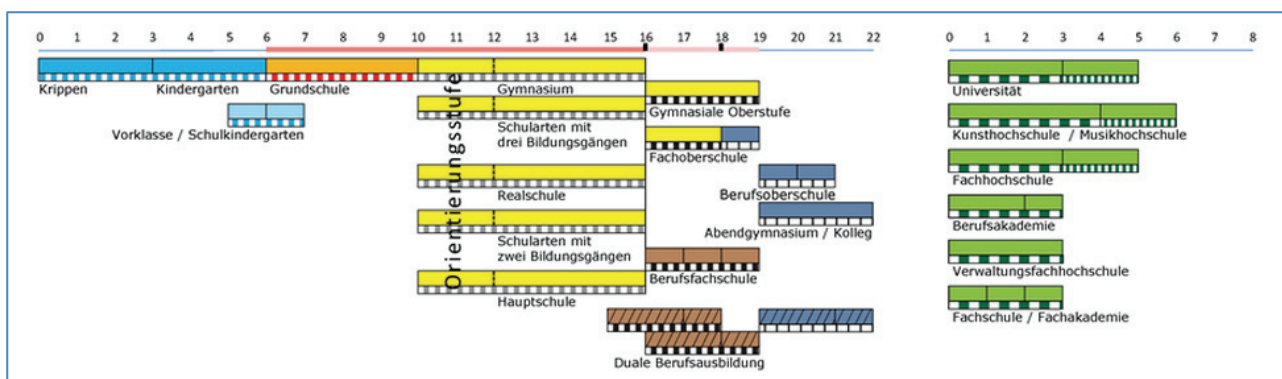 0 1 2 3 4 5 6 7 8 9 10 11 12 13 14 15 16 17 18 19 20 21 22
0 1 2 3 4 5 6 7 8
Krippen
Kindergarten
Grundschule
Gymnasium
Vorklasse / Schulkindergarten
Orientierungsstufe
Schularten mit
drei Bildungsgängen
Realschule
Schularten mit
zwei Bildungsgängen
Hauptschule
Gymnasiale Oberstufe
Fachoberschule
Berufsoberschule
Abendgymnasium / Kolleg
Berufsfachschule
Duale Berufsausbildung
Universität
Kunsthochschule / Musikhochschule
Fachhochschule
Berufsakademie
Verwaltungsfachhochschule
Fachschule / Fachakademie